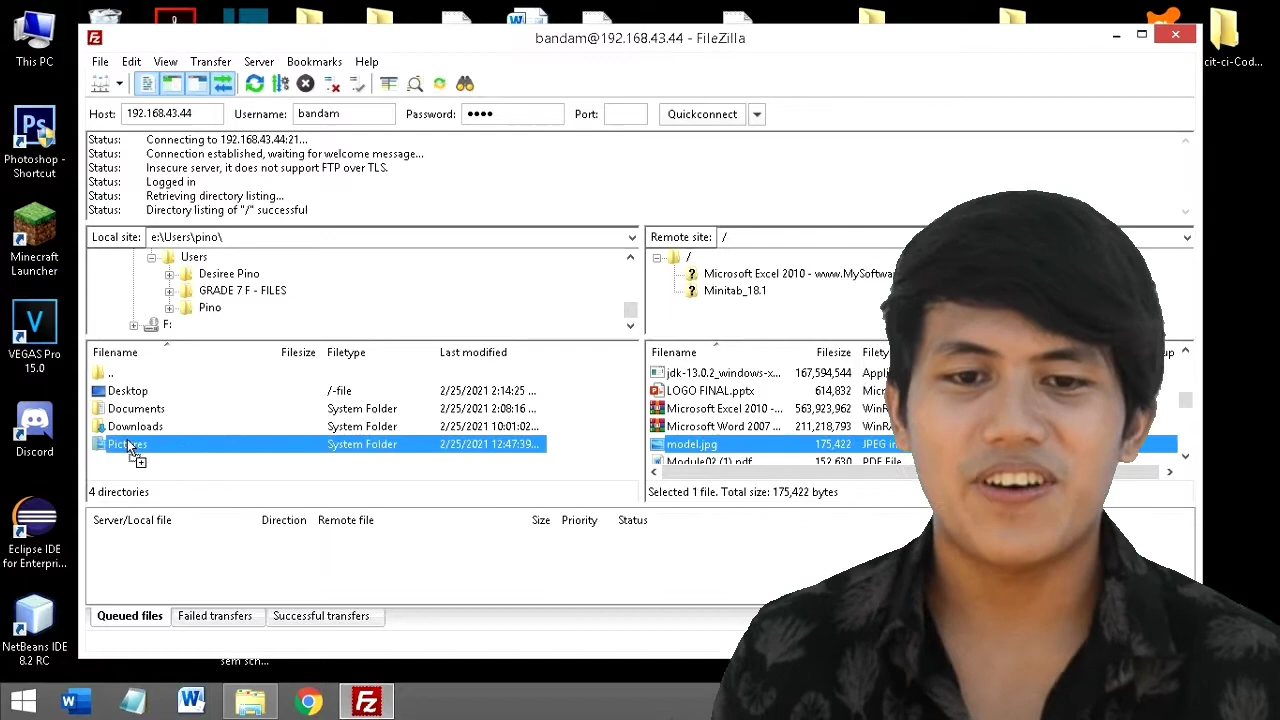 This PC
cit-ci-Cod...
bandam@192.168.43.44 - FileZilla
File Edit View Transfer Server Bookmarks Help
Host: 192.168.43.44 Username: bandam Password: •••• Port: Quickconnect
Status: Connecting to 192.168.43.44:21...
Status: Connection established, waiting for welcome message...
Status: Insecure server, it does not support FTP over TLS.
Status: Logged in
Status: Retrieving directory listing...
Status: Directory listing of "/" successful
Ps
Photoshop -
Shortcut
Minecraft
Launcher
V
VEGAS Pro
15.0
Discord
Eclipse IDE
for Enterpri...
NetBeans IDE
8.2 RC
Local site: e:\Users\pino\
Users
Desiree Pino
GRADE 7 F - FILES
Pino
F:
Remote site: /
/
Microsoft Excel 2010 - www.MySoftwa
Minitab_18.1
Filename Filesize Filetype Last modified
..
Desktop /-file 2/25/2021 2:14:25 ...
Documents System Folder 2/25/2021 2:08:16 ...
Downloads System Folder 2/25/2021 10:01:02...
Pictures System Folder 2/25/2021 12:47:39...
4 directories
Filename Filesize Filety
jdk-13.0.2_windows-x... 167,594,544 Appl
LOGO FINAL.pptx 614,832 Micr
Microsoft Excel 2010 -... 563,923,962 WinR
Microsoft Word 2007 ... 211,218,793 WinR
model.jpg 175,422 JPEG i
Module02 (1).pdf 152,630 PDF File
Selected 1 file. Total size: 175,422 bytes
Server/Local file Direction Remote file Size Priority Status
Queued files Failed transfers Successful transfers
sem sch...